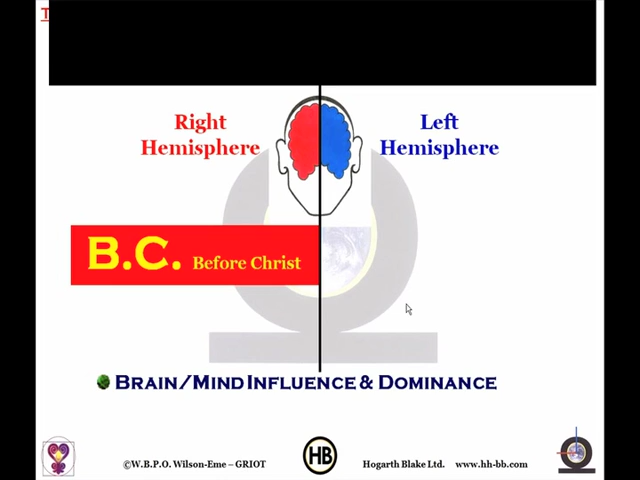 T
Right
Hemisphere
Left
Hemisphere
B.C. Before Christ
BRAIN/MIND INFLUENCE & DOMINANCE
©W.B.P.O. Wilson-Eme – GRIOT
HB
Hogarth Blake Ltd. www.hh-bb.com